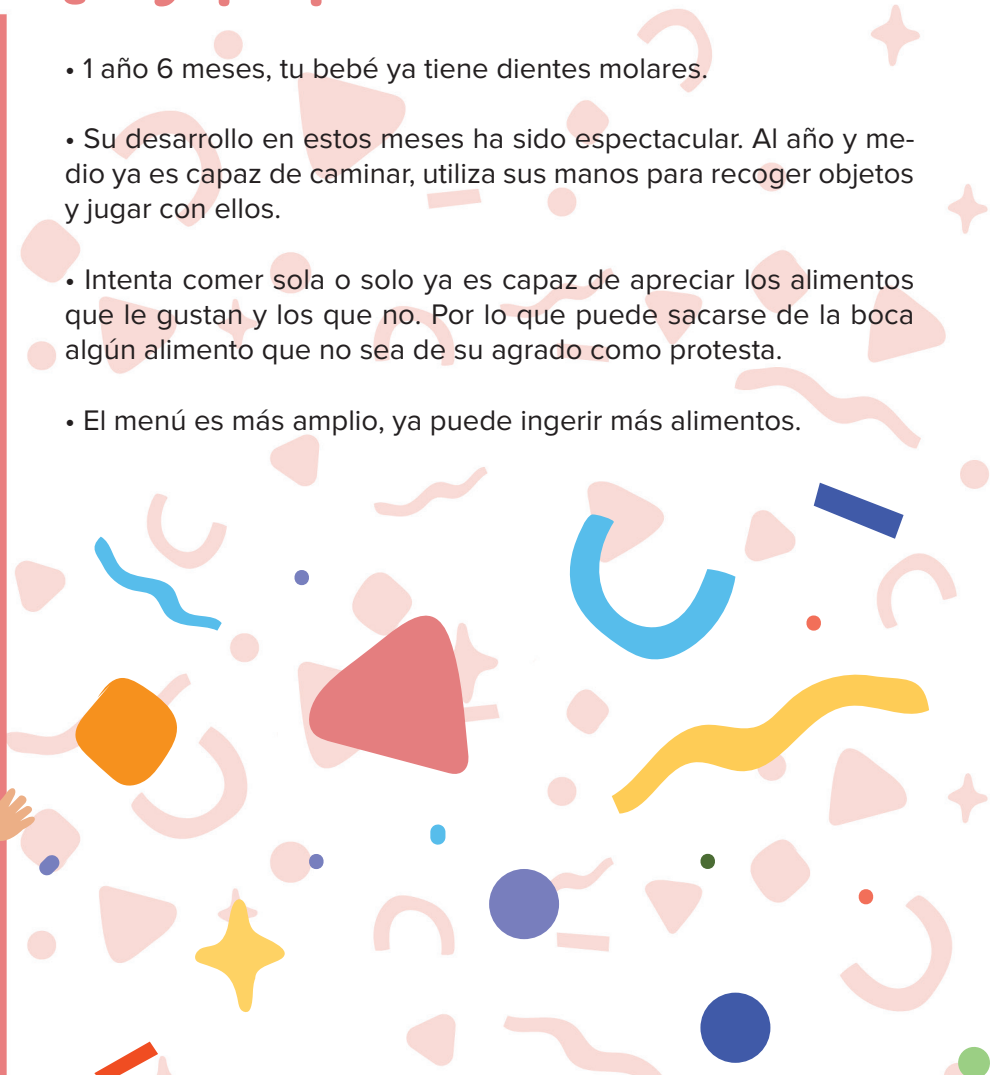 • 1 año 6 meses, tu bebé ya tiene dientes molares.
• Su desarrollo en estos meses ha sido espectacular. Al año y me-
dio ya es capaz de caminar, utiliza sus manos para recoger objetos
y jugar con ellos.
• Intenta comer sola o solo ya es capaz de apreciar los alimentos
que le gustan y los que no. Por lo que puede sacarse de la boca
algún alimento que no sea de su agrado como protesta.
• El menú es más amplio, ya puede ingerir más alimentos.